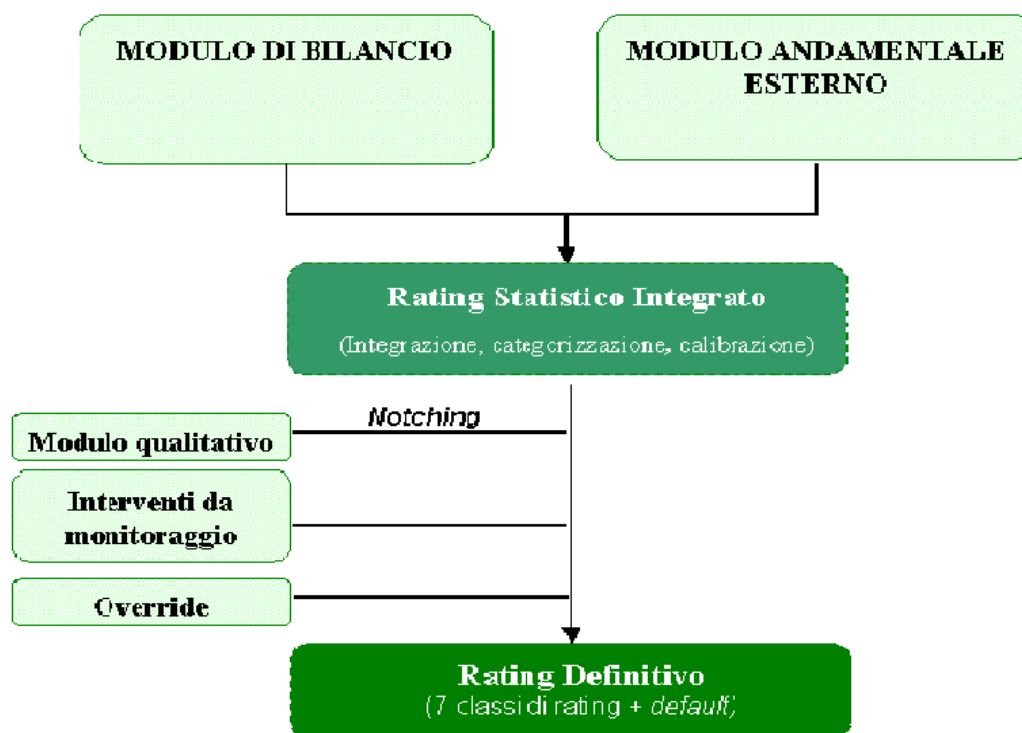 MODULO DI BILANCIO
MODULO ANDAMENTALE
ESTERNO
Rating Statistico Integrato
(Integrazione, categorizzazione, calibrazione)
Notching
Modulo qualitativo
Interventi da
monitoraggio
Override
Rating Definitivo
(7 classi di rating + default)